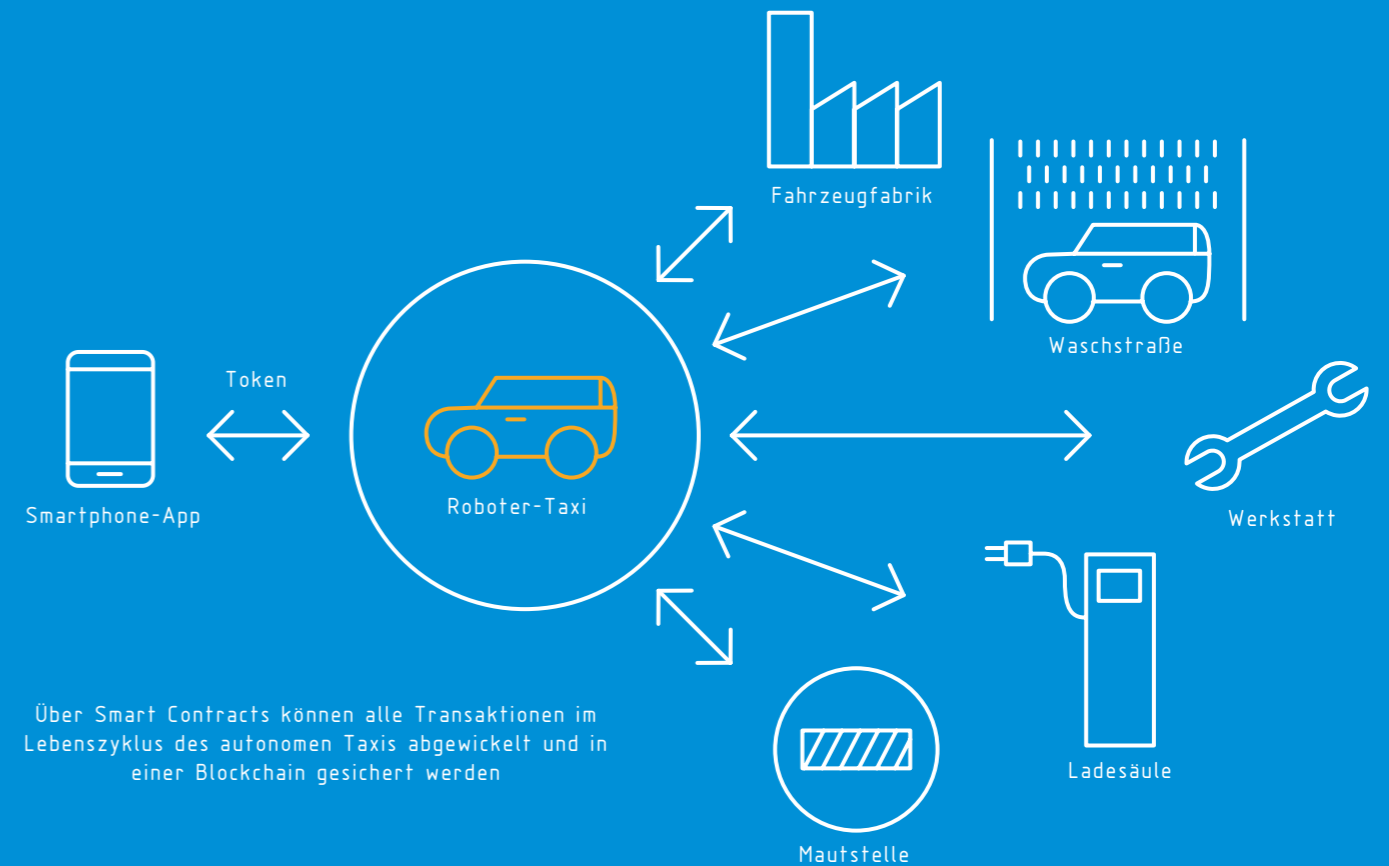 Fahrzeugfabrik
Waschstraße
Token
Smartphone-App
Roboter-Taxi
Werkstatt
Über Smart Contracts können alle Transaktionen im
Lebenszyklus des autonomen Taxis abgewickelt und in
einer Blockchain gesichert werden
Ladesäule
Mautstelle